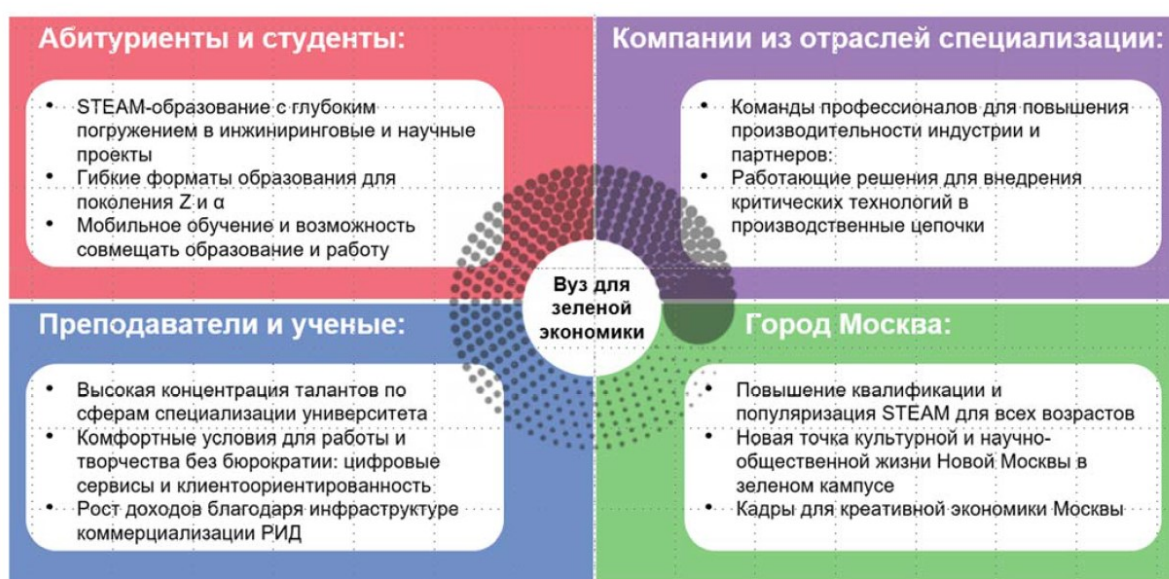 Абитуриенты и студенты:
• STEAM-образование с глубоким
погружением в инжиниринговые и научные
проекты
• Гибкие форматы образования для
поколения Z и α
• Мобильное обучение и возможность
совмещать образование и работу
Компании из отраслей специализации:
• Команды профессионалов для повышения
производительности индустрии и
партнеров:
• Работающие решения для внедрения
критических технологий в
производственные цепочки
Вуз для
зеленой
экономики
Преподаватели и ученые:
• Высокая концентрация талантов по
сферам специализации университета
• Комфортные условия для работы и
творчества без бюрократии: цифровые
сервисы и клиентоориентированность
• Рост доходов благодаря инфраструктуре
коммерциализации РИД
Город Москва:
• Повышение квалификации и
популяризация STEAM для всех возрастов
• Новая точка культурной и научно-
общественной жизни Новой Москвы в
зеленом кампусе
• Кадры для креативной экономики Москвы